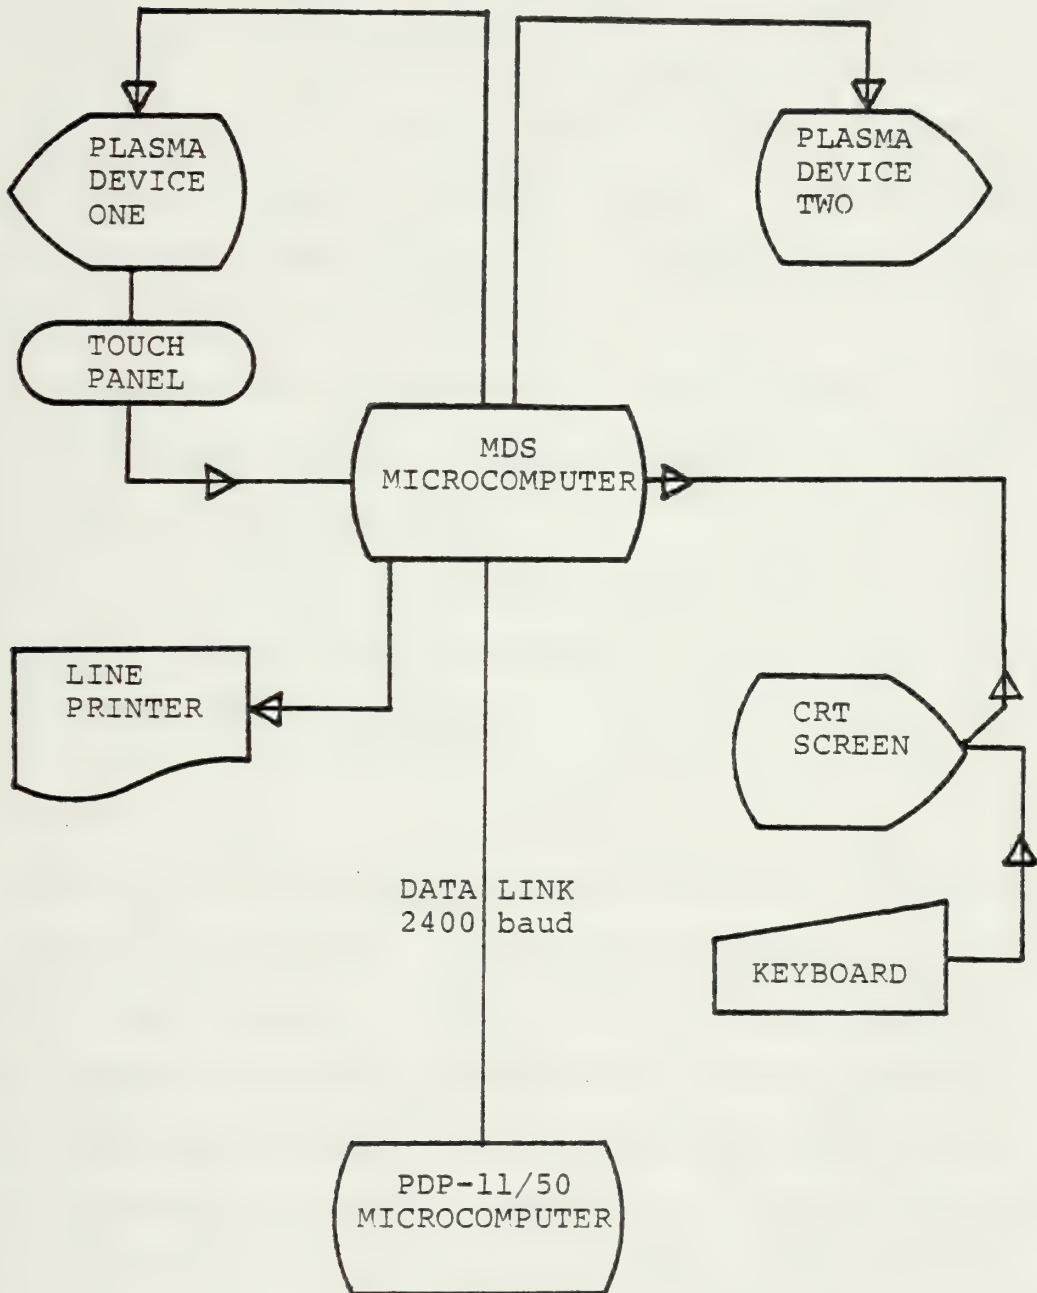 PLASMA
DEVICE
ONE
PLASMA
DEVICE
TWO
TOUCH
PANEL
MDS
MICROCOMPUTER
LINE
PRINTER
CRT
SCREEN
DATA LINK
2400 baud
KEYBOARD
PDP-11/50
MICROCOMPUTER